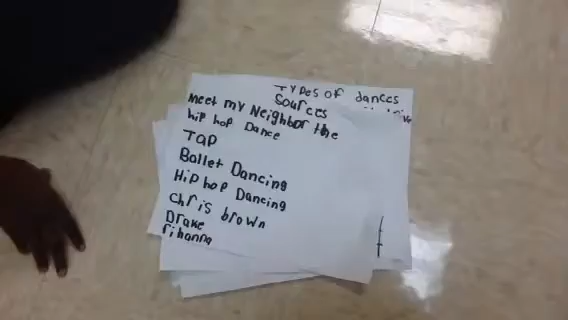 Types of dances
Sources
Meet my Neighbor the
hip hop Dance
Tap
Ballet Dancing
Hip hop Dancing
Chris brown
Drake
rihanna